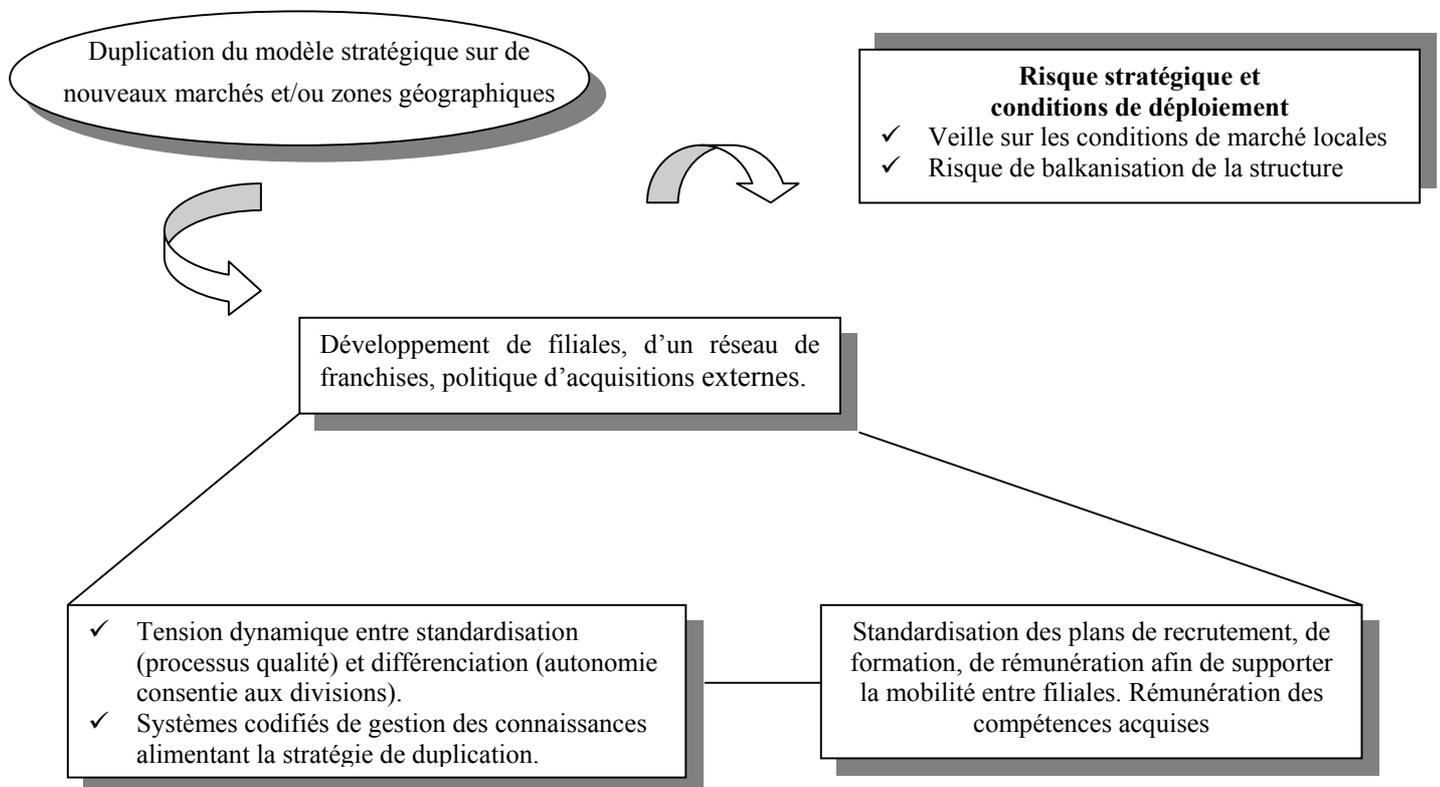 Duplication du modèle stratégique sur de
nouveaux marchés et/ou zones géographiques
Risque stratégique et
conditions de déploiement
✓ Veille sur les conditions de marché locales
✓ Risque de balkanisation de la structure
Développement de filiales, d’un réseau de
franchises, politique d’acquisitions externes.
✓ Tension dynamique entre standardisation
(processus qualité) et différenciation (autonomie
consentie aux divisions).
✓ Systèmes codifiés de gestion des connaissances
alimentant la stratégie de duplication.
Standardisation des plans de recrutement, de
formation, de rémunération afin de supporter
la mobilité entre filiales. Rémunération des
compétences acquises